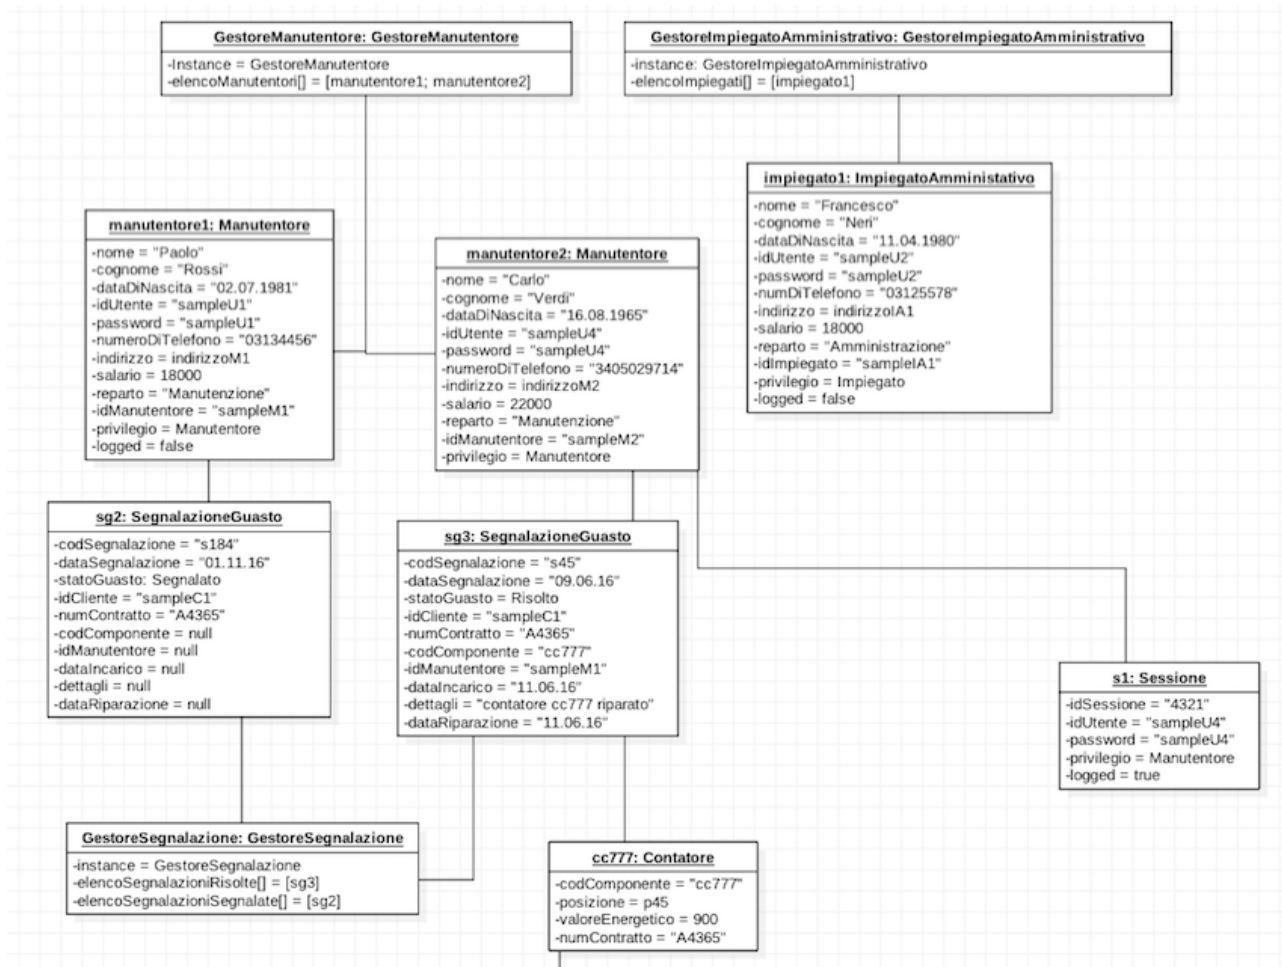 GestoreManutentore: GestoreManutentore
-Instance = GestoreManutentore
-elencoManutentori[] = [manutentore1; manutentore2]
GestoreImpiegatoAmministrativo: GestoreImpiegatoAmministrativo
-instance: GestoreImpiegatoAmministrativo
-elencoImpiegati[] = [impiegato1]
impiegato1: ImpiegatoAmministativo
-nome = "Francesco"
-cognome = "Neri"
-dataDiNascita = "11.04.1980"
-idUtente = "sampleU2"
-password = "sampleU2"
-numDiTelefono = "03125578"
-indirizzo = indirizzoIA1
-salario = 18000
-reparto = "Amministrazione"
-idImpiegato = "sampleIA1"
-privilegio = Impiegato
-logged = false
manutentore1: Manutentore
-nome = "Paolo"
-cognome = "Rossi"
-dataDiNascita = "02.07.1981"
-idUtente = "sampleU1"
-password = "sampleU1"
-numeroDiTelefono = "03134456"
-indirizzo = indirizzoM1
-salario = 18000
-reparto = "Manutenzione"
-idManutentore = "sampleM1"
-privilegio = Manutentore
-logged = false
manutentore2: Manutentore
-nome = "Carlo"
-cognome = "Verdi"
-dataDiNascita = "16.08.1965"
-idUtente = "sampleU4"
-password = "sampleU4"
-numeroDiTelefono = "3405029714"
-indirizzo = indirizzoM2
-salario = 22000
-reparto = "Manutenzione"
-idManutentore = "sampleM2"
-privilegio = Manutentore
sg2: SegnalazioneGuasto
-codSegnalazione = "s184"
-dataSegnalazione = "01.11.16"
-statoGuasto: Segnalato
-idCliente = "sampleC1"
-numContratto = "A4365"
-codComponente = null
-idManutentore = null
-dataIncarico = null
-dettagli = null
-dataRiparazione = null
sg3: SegnalazioneGuasto
-codSegnalazione = "s45"
-dataSegnalazione = "09.06.16"
-statoGuasto = Risolto
-idCliente = "sampleC1"
-numContratto = "A4365"
-codComponente = "cc777"
-idManutentore = "sampleM1"
-dataIncarico = "11.06.16"
-dettagli = "contatore cc777 riparato"
-dataRiparazione = "11.06.16"
s1: Sessione
-idSessione = "4321"
-idUtente = "sampleU4"
-password = "sampleU4"
-privilegio = Manutentore
-logged = true
GestoreSegnalazione: GestoreSegnalazione
-instance = GestoreSegnalazione
-elencoSegnalazioniRisolte[] = [sg3]
-elencoSegnalazioniSegnalate[] = [sg2]
cc777: Contatore
-codComponente = "cc777"
-posizione = p45
-valoreEnergetico = 900
-numContratto = "A4365"